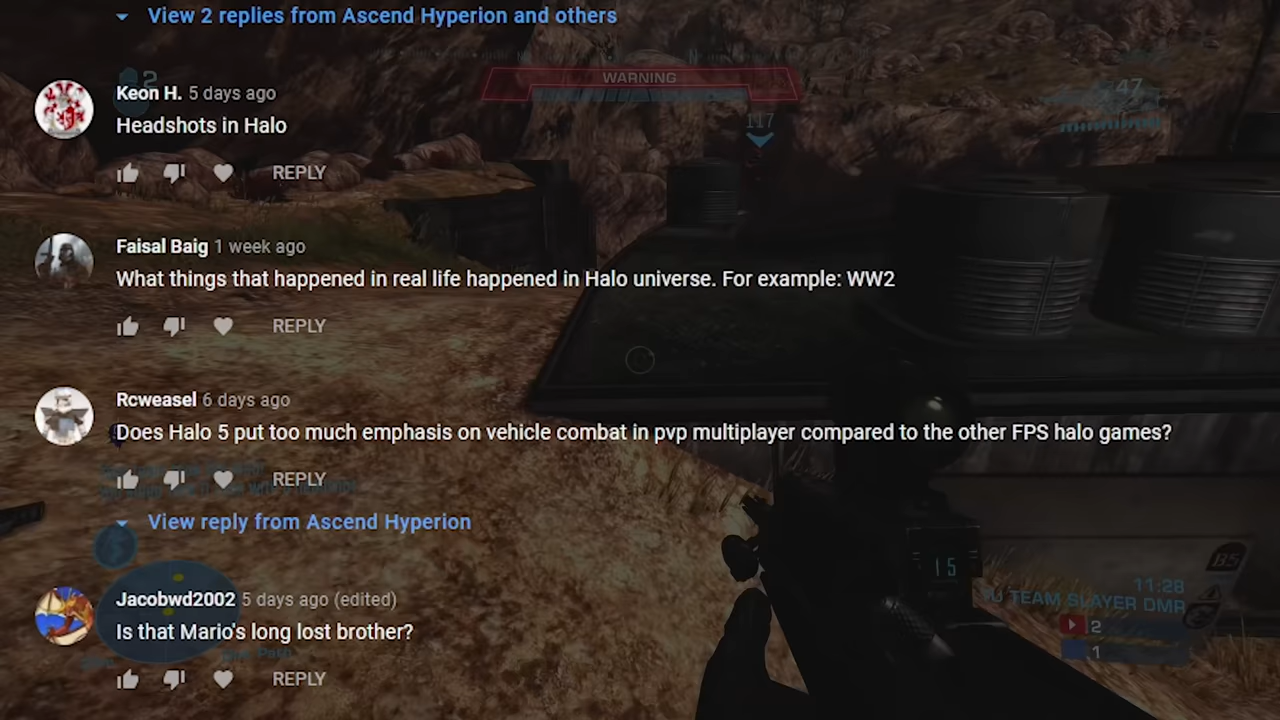 View 2 replies from Ascend Hyperion and others
2
WARNING
47
117
Keon H. 5 days ago
Headshots in Halo
REPLY
Faisal Baig 1 week ago
What things that happened in real life happened in Halo universe. For example: WW2
REPLY
Rcweasel 6 days ago
Does Halo 5 put too much emphasis on vehicle combat in pvp multiplayer compared to the other FPS halo games?
REPLY
View reply from Ascend Hyperion
15
B5
11:28
TEAM SLAYER DMR
2
1
Jacobwd2002 5 days ago (edited)
Is that Mario's long lost brother?
REPLY